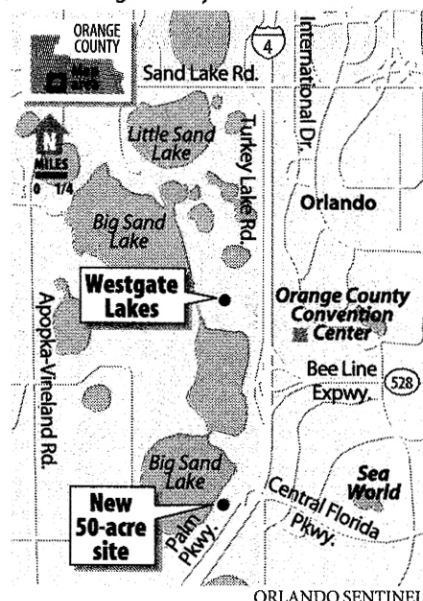 ORANGE
COUNTY
Map
area
4
Sand Lake Rd.
International Dr.
N
MILES
0 1/4
Little Sand
Lake
Turkey Lake Rd.
Big Sand
Lake
Orlando
Westgate
Lakes
Orange County
Convention
Center
Apopka-Vineland Rd.
Bee Line
Expwy.
528
Big Sand
Lake
Sea
World
New
50-acre
site
Palm
Pkwy.
Central Florida
Pkwy.
ORLANDO SENTINEL